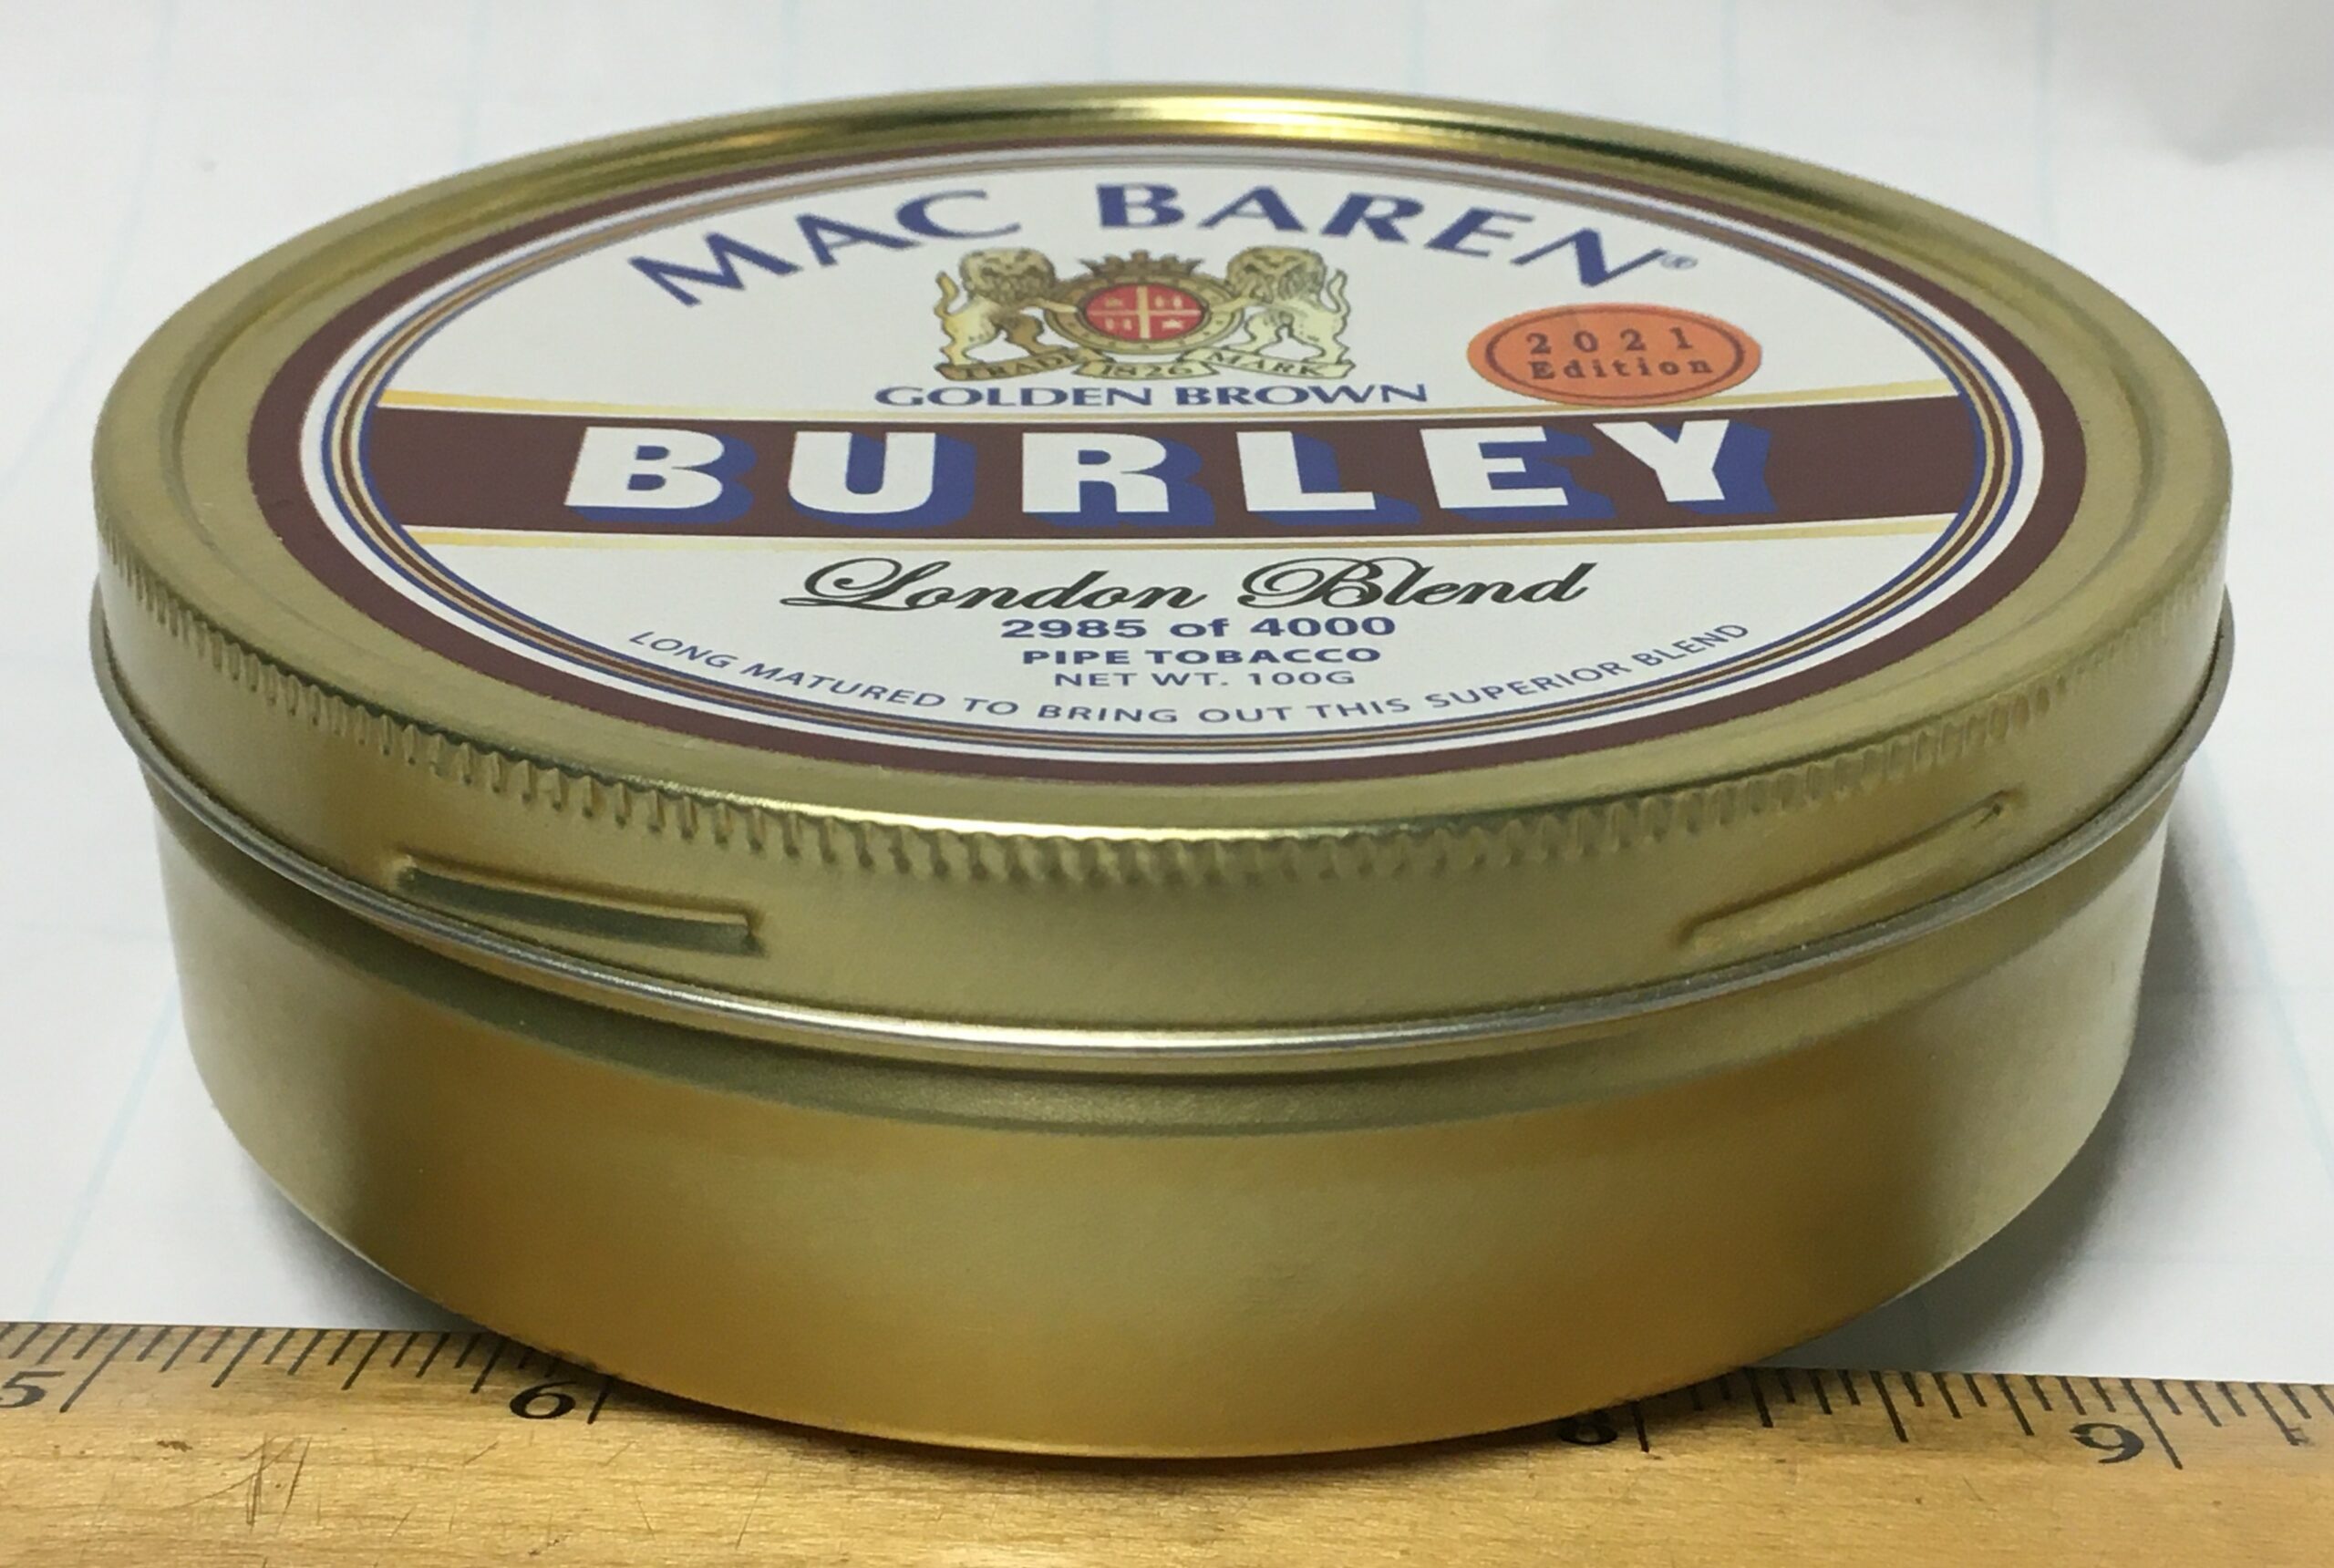 MAC BAREN®
TRADE 1826 MARK
2021
Edition
GOLDEN BROWN
BURLEY
London Blend
2985 of 4000
PIPE TOBACCO
NET WT. 100G
LONG MATURED TO BRING OUT THIS SUPERIOR BLEND
5 6 8 9